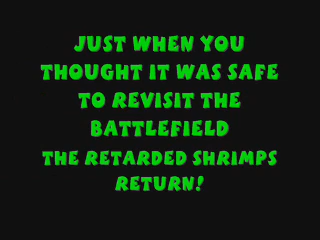 JUST WHEN YOU
THOUGHT IT WAS SAFE
TO REVISIT THE
BATTLEFIELD
THE RETARDED SHRIMPS
RETURN!